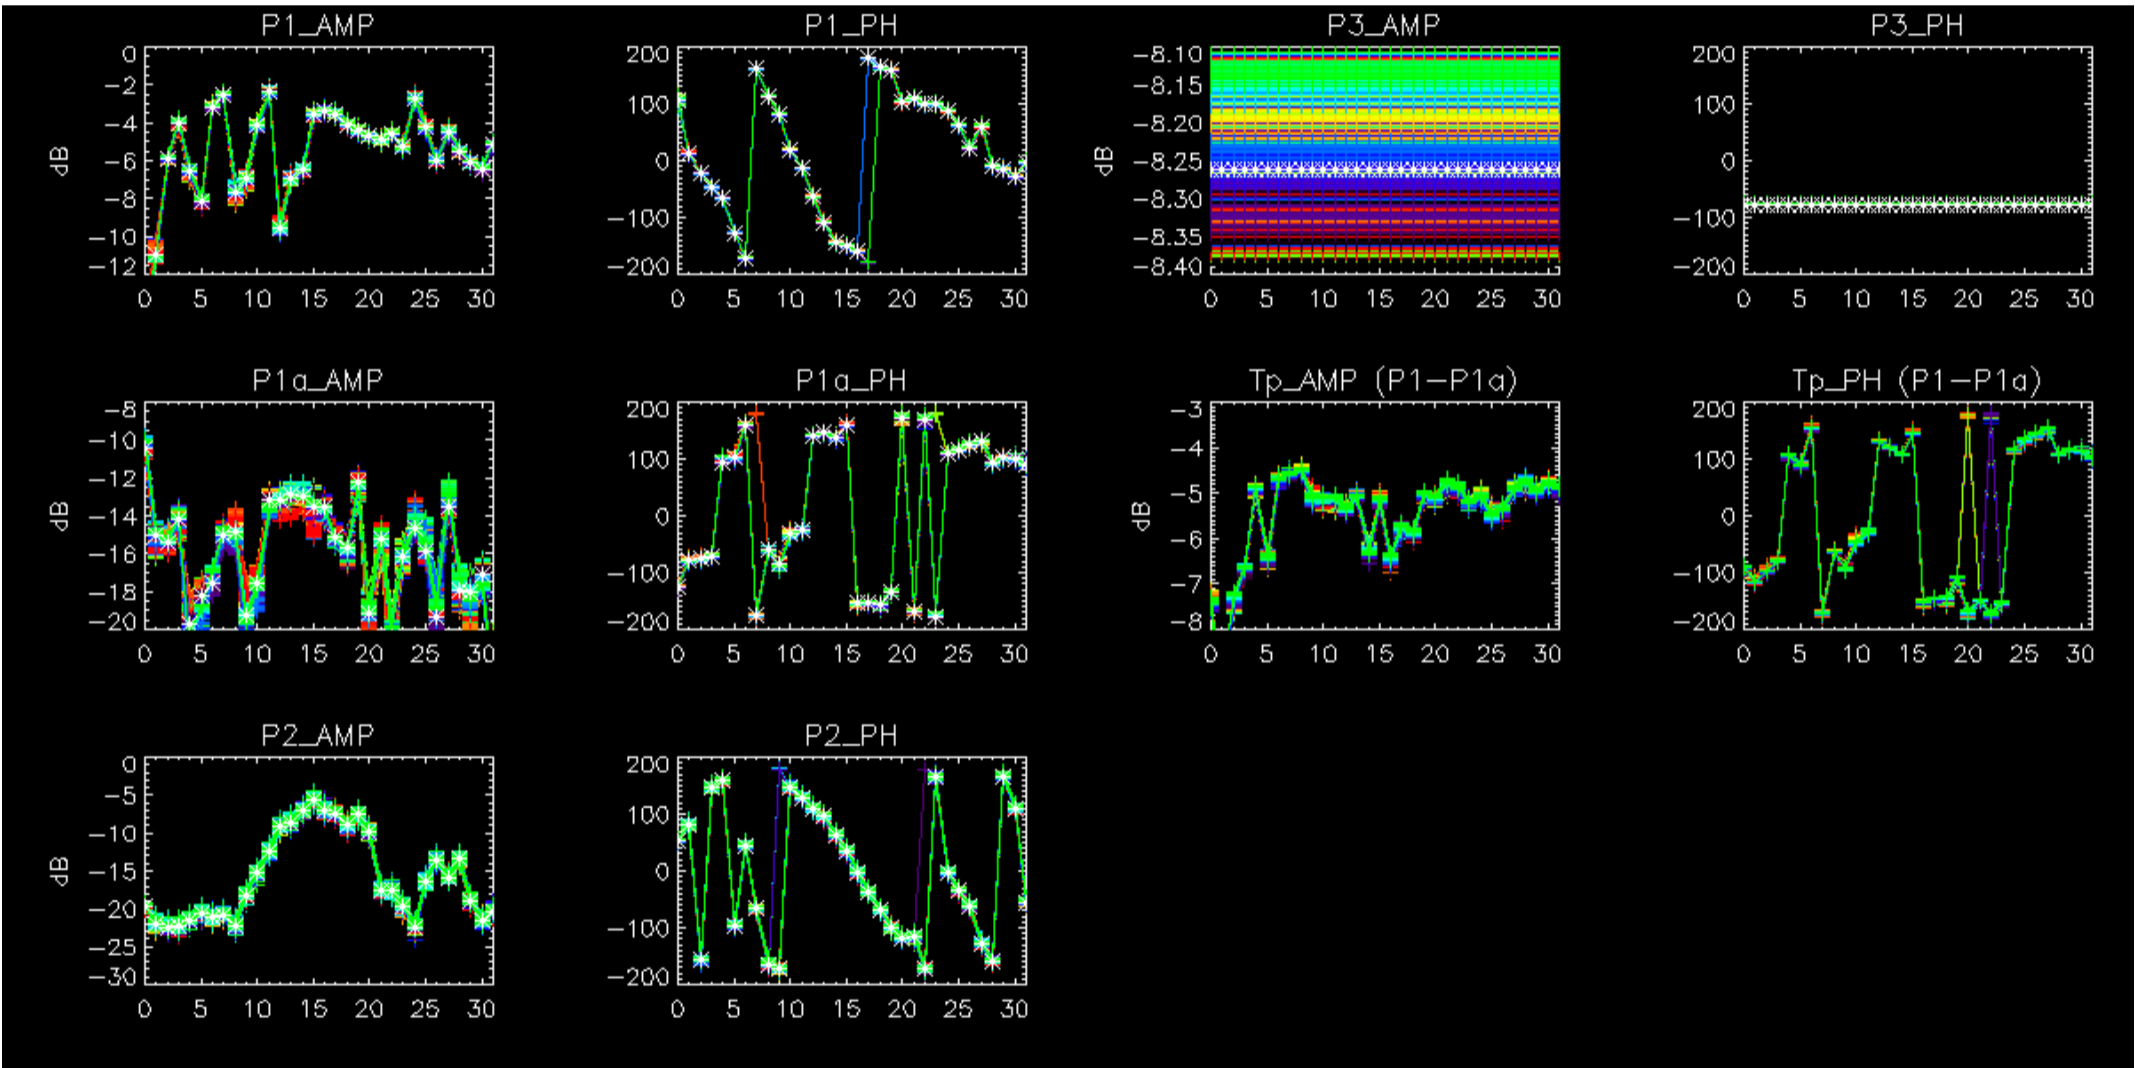 P1_AMP P1_PH P3_AMP P3_PH
0 200 -8.10 200
-2 -8.15
100 100
-4 -8.20
dB -6 0 dB -8.25 0
-8 -8.30
-100 -100
-10 -8.35
-12 -200 -8.40 -200
0 5 10 15 20 25 30 0 5 10 15 20 25 30 0 5 10 15 20 25 30 0 5 10 15 20 25 30
P1a_AMP P1a_PH Tp_AMP (P1-P1a) Tp_PH (P1-P1a)
-8 200 -3 200
-10
100 -4 100
-12
dB -14 0 dB -5 0
-16 -6
-100 -100
-18 -7
-20 -200 -8 -200
0 5 10 15 20 25 30 0 5 10 15 20 25 30 0 5 10 15 20 25 30 0 5 10 15 20 25 30
P2_AMP P2_PH
0 200
-5
100
-10
dB -15 0
-20
-100
-25
-30 -200
0 5 10 15 20 25 30 0 5 10 15 20 25 30